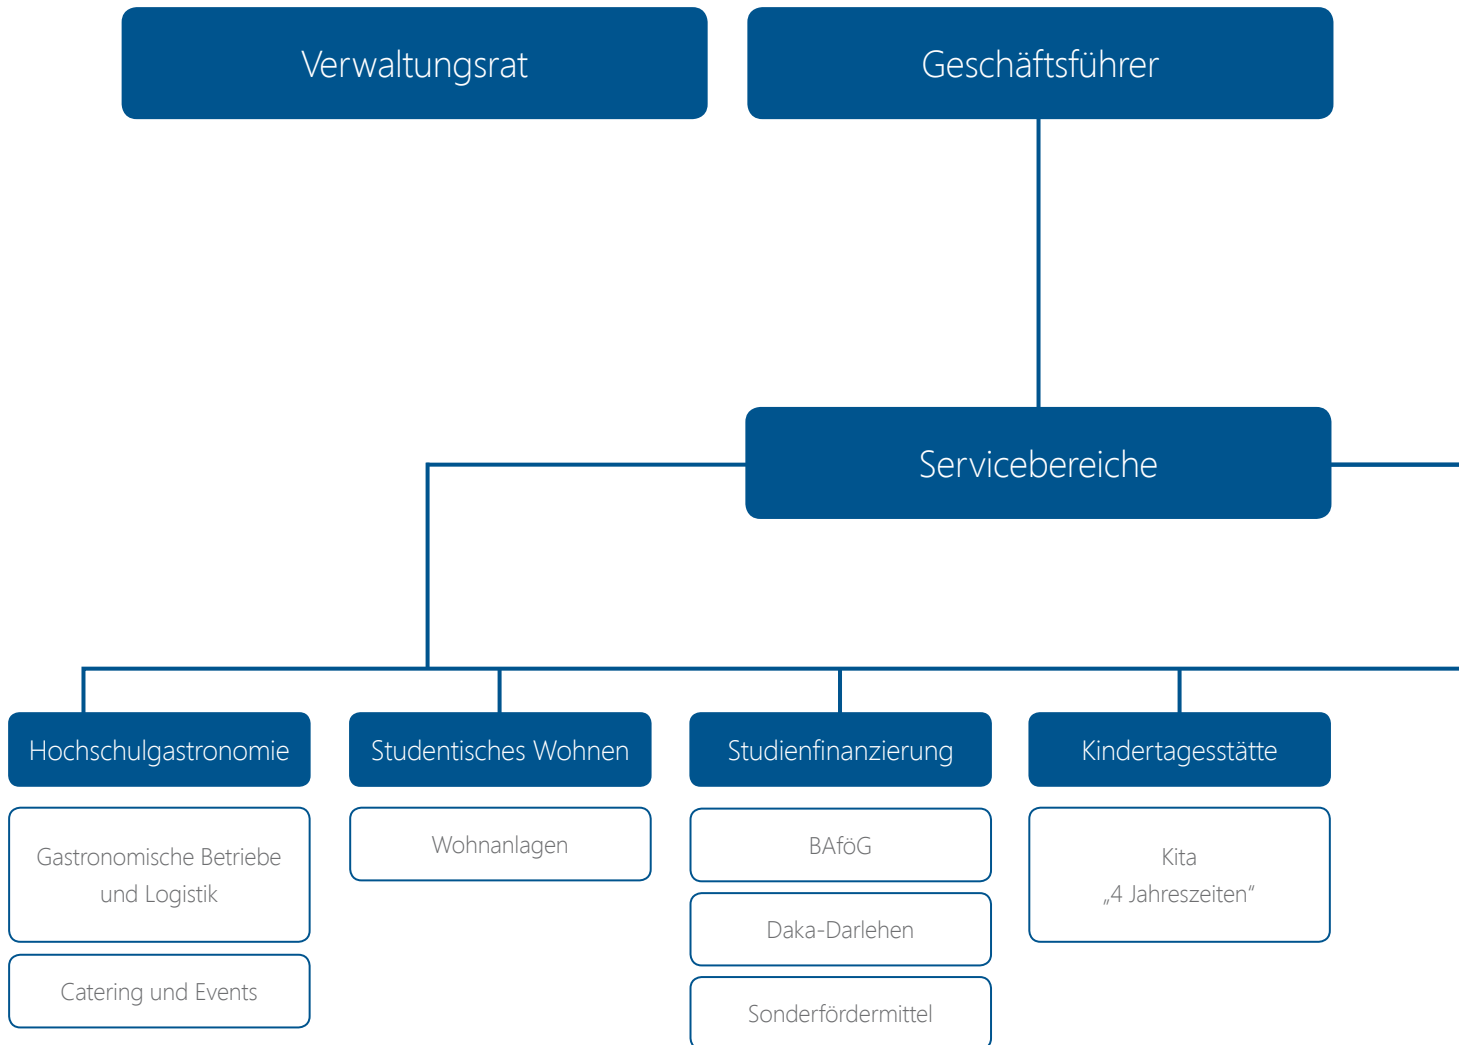 Verwaltungsrat
Geschäftsführer
Servicebereiche
Hochschulgastronomie
Studentisches Wohnen
Studienfinanzierung
Kindertagesstätte
Gastronomische Betriebe
und Logistik
Catering und Events
Wohnanlagen
BAföG
Daka-Darlehen
Sonderfördermittel
Kita
„4 Jahreszeiten“